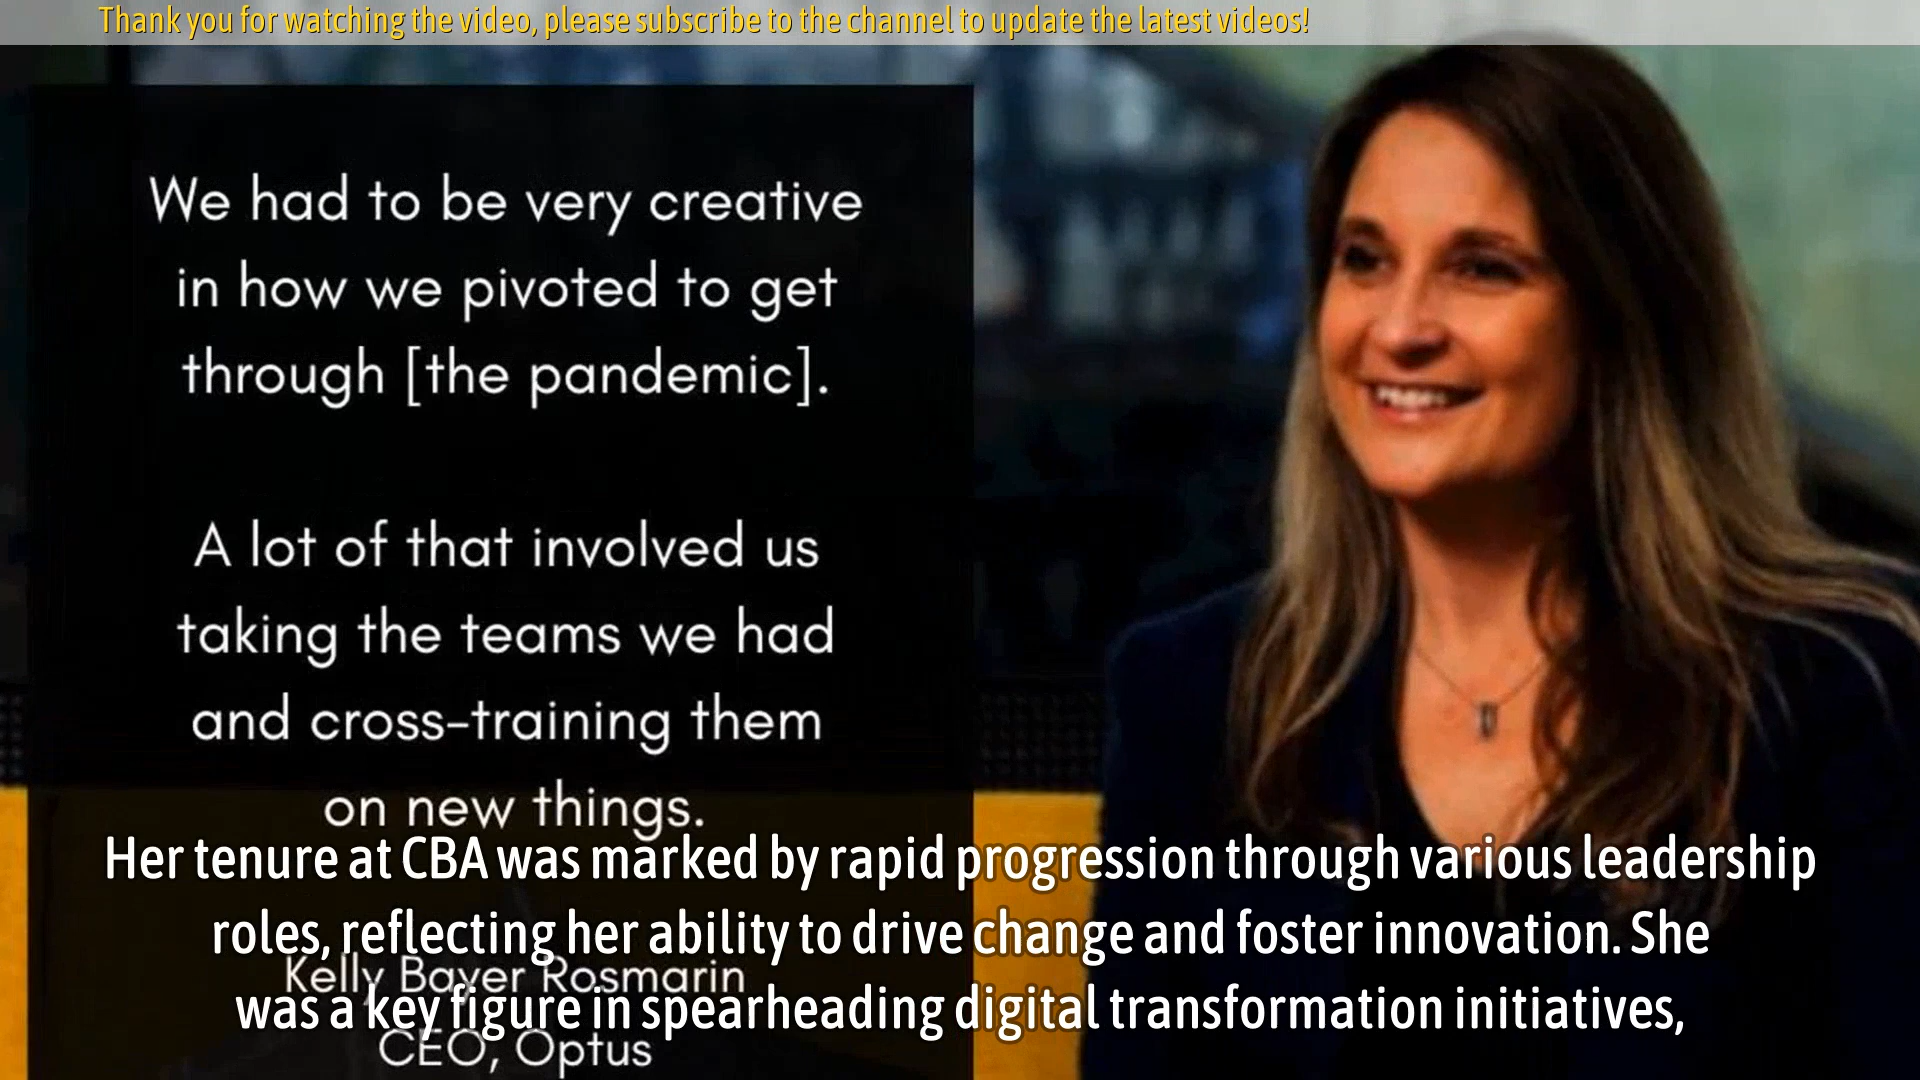 Thank you for watching the video, please subscribe to the channel to update the latest videos!
We had to be very creative
in how we pivoted to get
through [the pandemic].
A lot of that involved us
taking the teams we had
and cross-training them
on new things.
Her tenure at CBA was marked by rapid progression through various leadership
roles, reflecting her ability to drive change and foster innovation. She
Kelly Bayer Rosmarin
was a key figure in spearheading digital transformation initiatives,
CEO, Optus